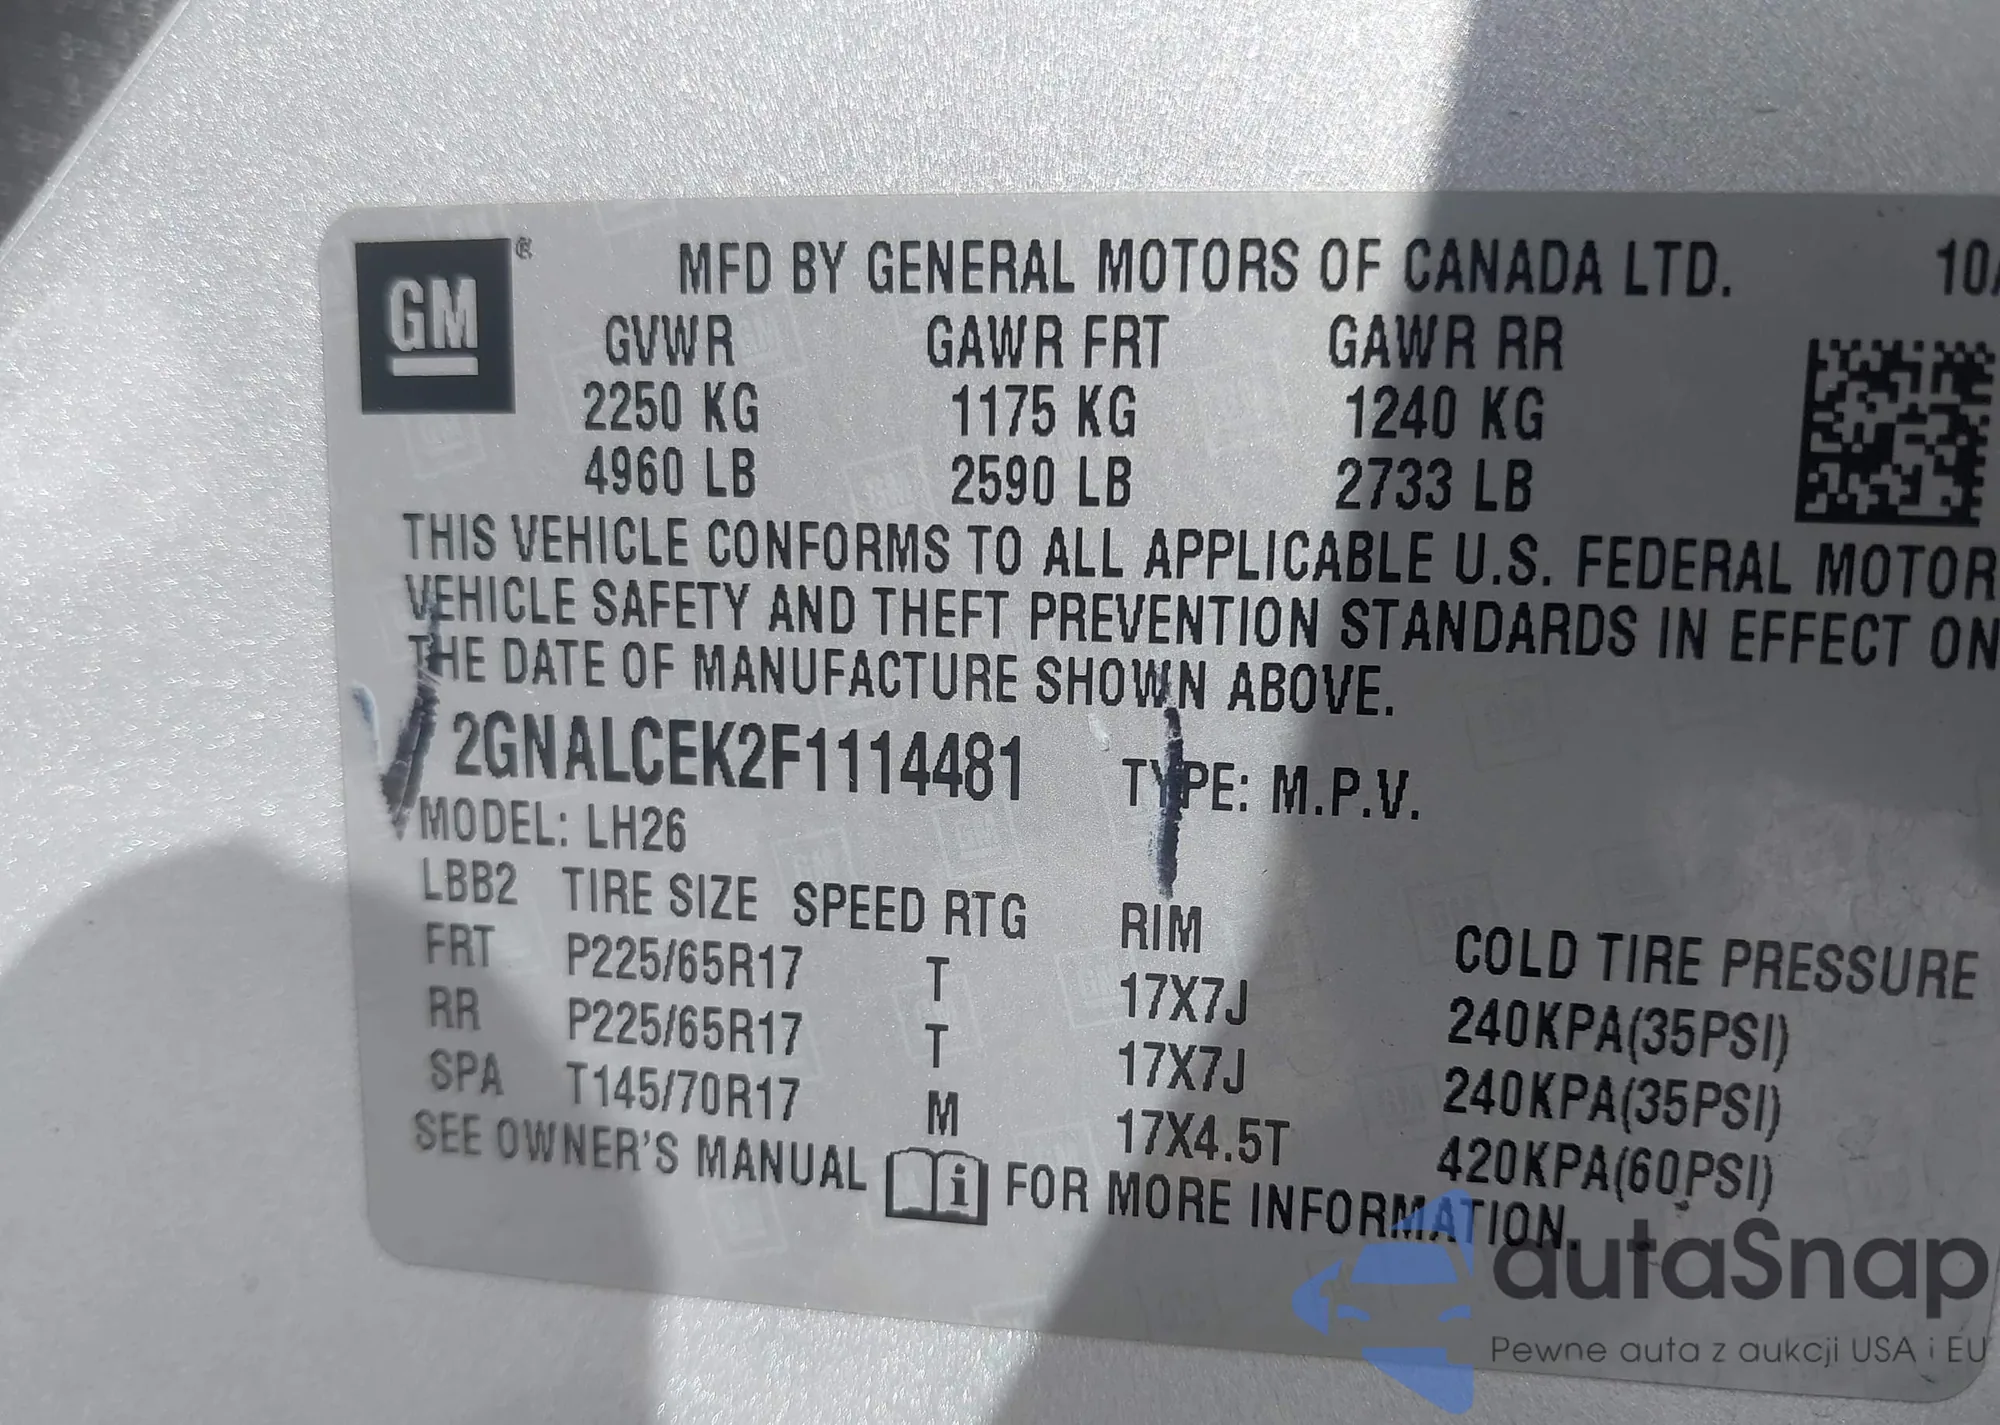 GM ®
MFD BY GENERAL MOTORS OF CANADA LTD. 10/
GVWR GAWR FRT GAWR RR
2250 KG 1175 KG 1240 KG
4960 LB 2590 LB 2733 LB
THIS VEHICLE CONFORMS TO ALL APPLICABLE U.S. FEDERAL MOTOR
VEHICLE SAFETY AND THEFT PREVENTION STANDARDS IN EFFECT ON
THE DATE OF MANUFACTURE SHOWN ABOVE.
2GNALCEK2F1114481 TYPE: M.P.V.
MODEL: LH26
LBB2 TIRE SIZE SPEED RTG RIM COLD TIRE PRESSURE
FRT P225/65R17 T 17X7J 240KPA(35PSI)
RR P225/65R17 T 17X7J 240KPA(35PSI)
SPA T145/70R17 M 17X4.5T 420KPA(60PSI)
SEE OWNER'S MANUAL i FOR MORE INFORMATION.
autaSnap
Pewne auta z aukcji USA i EU